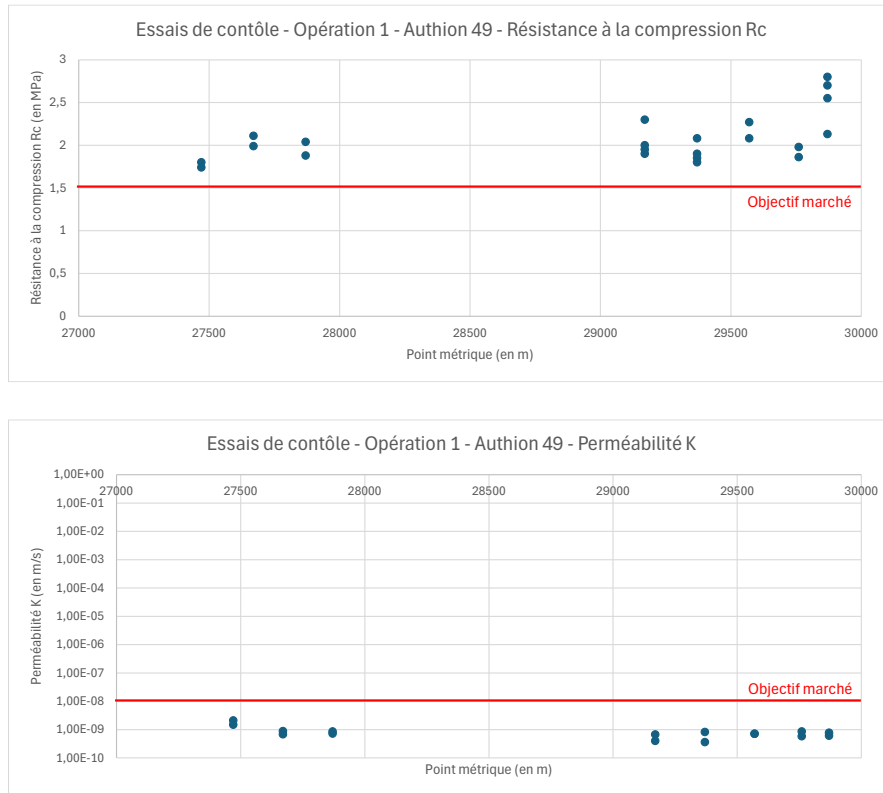 Essais de contôle - Opération 1 - Authion 49 - Résistance à la compression Rc
Résitance à la compression Rc (en MPa)
3
2,5
2
1,5
1
0,5
0
Objectif marché
27000 27500 28000 28500 29000 29500 30000
Point métrique (en m)
Essais de contôle - Opération 1 - Authion 49 - Perméabilité K
Perméabilité K (en m/s)
1,00E+00
27000 27500 28000 28500 29000 29500 30000
1,00E-01
1,00E-02
1,00E-03
1,00E-04
1,00E-05
1,00E-06
1,00E-07
Objectif marché
1,00E-08
1,00E-09
1,00E-10
Point métrique (en m)